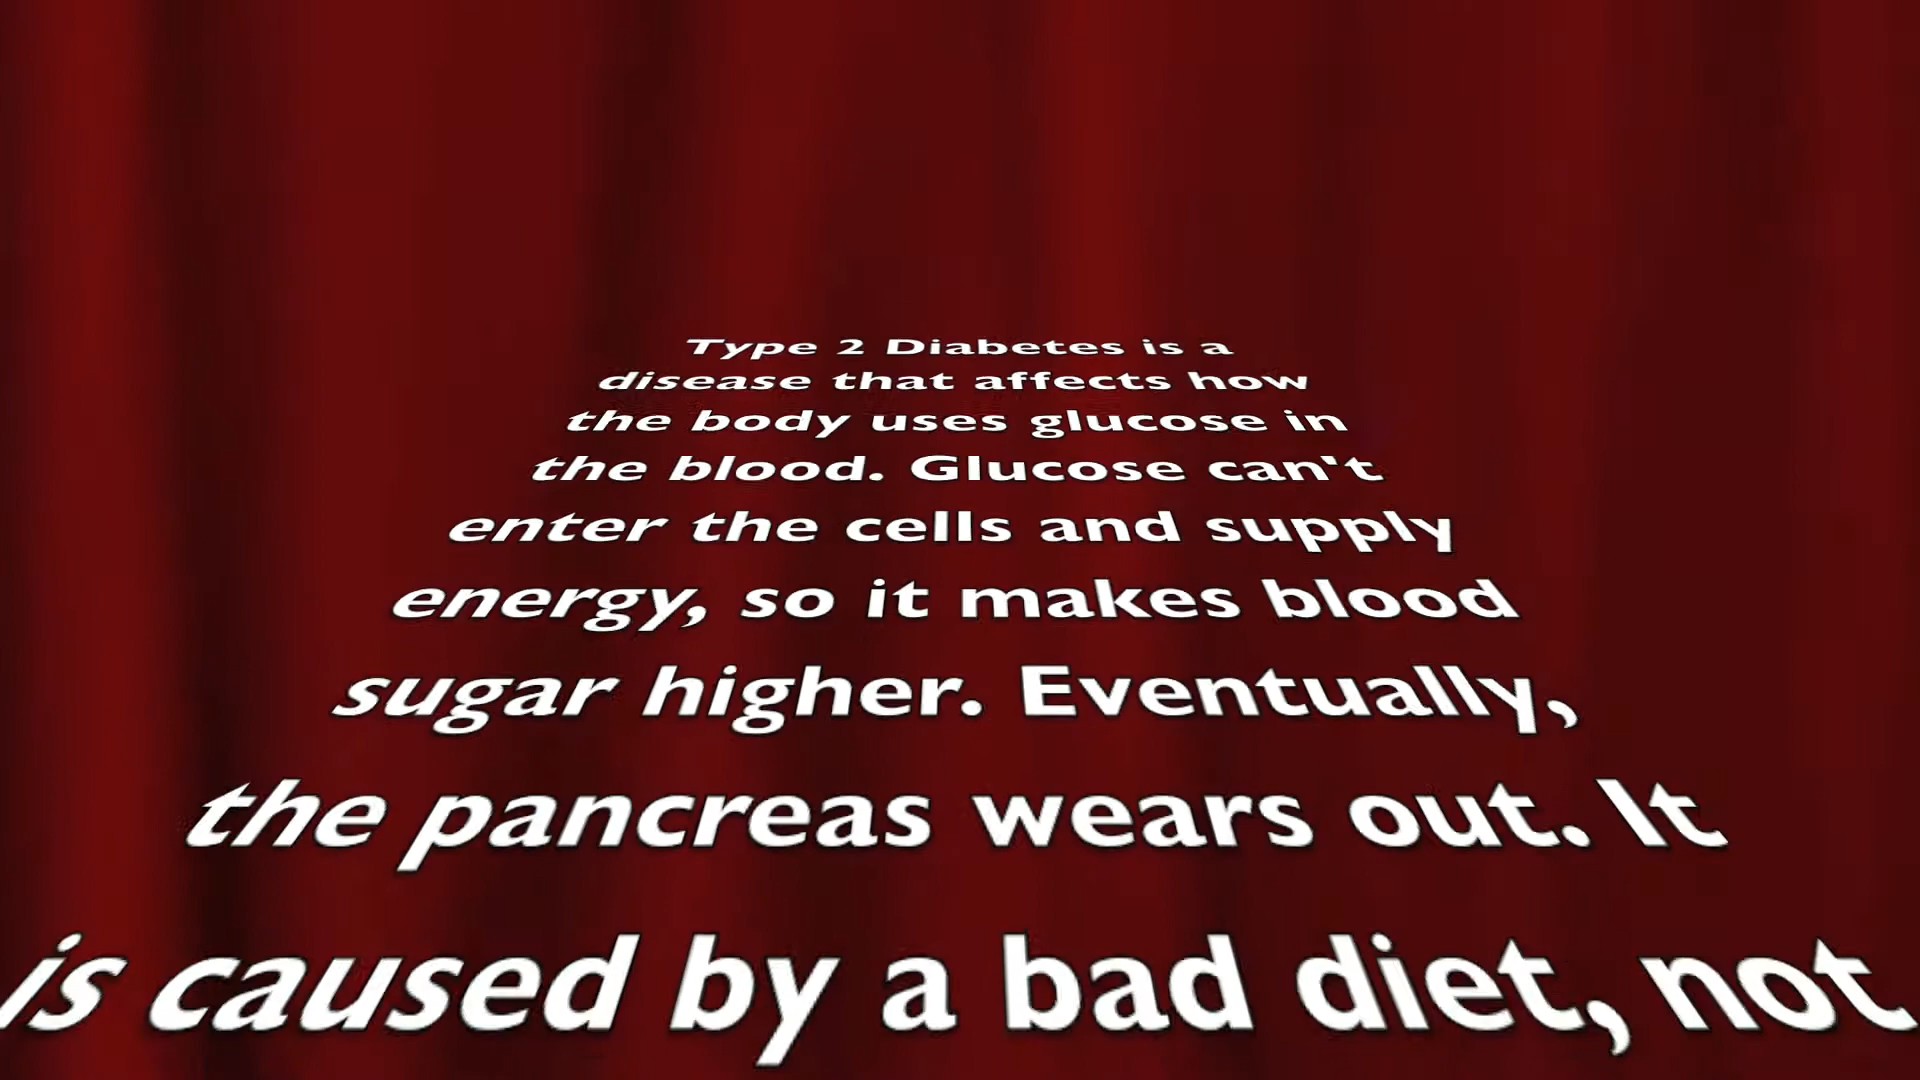 Type 2 Diabetes is a
disease that affects how
the body uses glucose in
the blood. Glucose can't
enter the cells and supply
energy, so it makes blood
sugar higher. Eventually,
the pancreas wears out. It
is caused by a bad diet, not